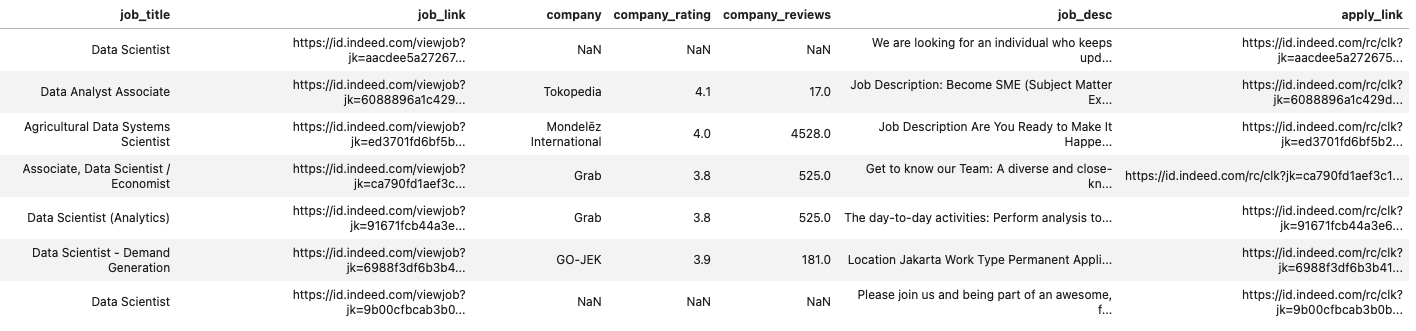 job_title job_link company company_rating company_reviews job_desc apply_link
Data Scientist https://id.indeed.com/viewjob?jk=aacdee5a27267... NaN NaN NaN We are looking for an individual who keeps upd... https://id.indeed.com/rc/clk?jk=aacdee5a272675...
Data Analyst Associate https://id.indeed.com/viewjob?jk=6088896a1c429... Tokopedia 4.1 17.0 Job Description: Become SME (Subject Matter Ex... https://id.indeed.com/rc/clk?jk=6088896a1c429d...
Agricultural Data Systems Scientist https://id.indeed.com/viewjob?jk=ed3701fd6bf5b... Mondelēz International 4.0 4528.0 Job Description Are You Ready to Make It Happe... https://id.indeed.com/rc/clk?jk=ed3701fd6bf5b2...
Associate, Data Scientist / Economist https://id.indeed.com/viewjob?jk=ca790fd1aef3c... Grab 3.8 525.0 Get to know our Team: A diverse and close-kn... https://id.indeed.com/rc/clk?jk=ca790fd1aef3c1...
Data Scientist (Analytics) https://id.indeed.com/viewjob?jk=91671fcb44a3e... Grab 3.8 525.0 The day-to-day activities: Perform analysis to... https://id.indeed.com/rc/clk?jk=91671fcb44a3e6...
Data Scientist - Demand Generation https://id.indeed.com/viewjob?jk=6988f3df6b3b4... GO-JEK 3.9 181.0 Location Jakarta Work Type Permanent Appli... https://id.indeed.com/rc/clk?jk=6988f3df6b3b41...
Data Scientist https://id.indeed.com/viewjob?jk=9b00cfbcab3b0... NaN NaN NaN Please join us and being part of an awesome, f... https://id.indeed.com/rc/clk?jk=9b00cfbcab3b0b...